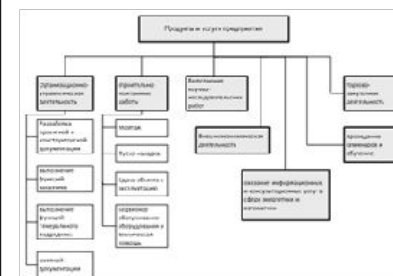 Продукты и услуги предприятия
Организационно-
управленческая
деятельность
Строительно-
монтажные
работы
Выполнение
научно-
исследовательских
работ
Торгово-
закупочная
деятельность
Внешнеэкономическая
деятельность
проведение
семинаров и
обучение
оказание информационных
и консультационных услуг в
сфере энергетики и
автоматики
Разработка
проектной и
конструкторской
документации
Монтаж
Пуско-наладка
выполнение
функций
заказчика
Сдача объекта в
эксплуатацию
выполнение
функций
генерального
подрядчика
сервисное
обслуживание
оборудования и
техническая
помощь
документации